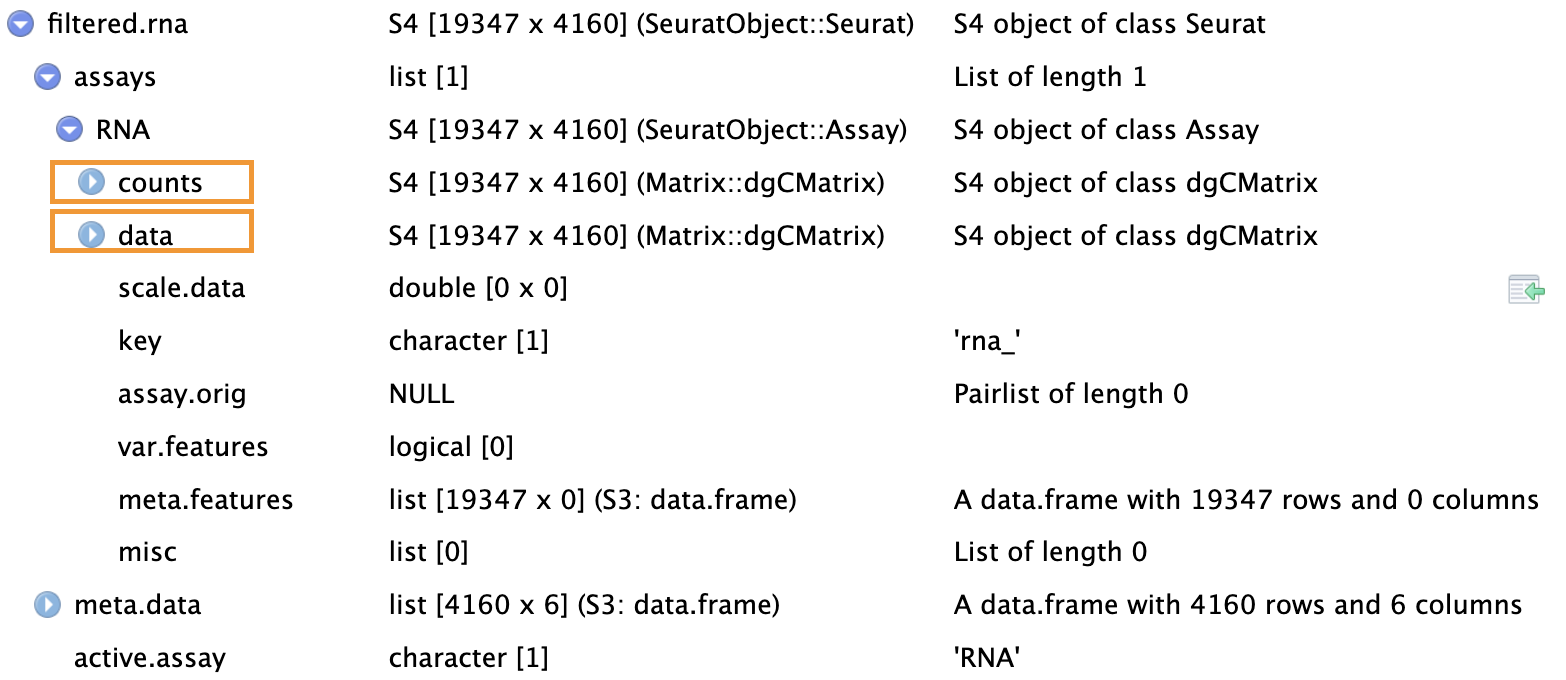 filtered.rna S4 [19347 x 4160] (SeuratObject::Seurat) S4 object of class Seurat
assays list [1] List of length 1
RNA S4 [19347 x 4160] (SeuratObject::Assay) S4 object of class Assay
counts S4 [19347 x 4160] (Matrix::dgCMatrix) S4 object of class dgCMatrix
data S4 [19347 x 4160] (Matrix::dgCMatrix) S4 object of class dgCMatrix
scale.data double [0 x 0]
key character [1] 'rna_'
assay.orig NULL Pairlist of length 0
var.features logical [0]
meta.features list [19347 x 0] (S3: data.frame) A data.frame with 19347 rows and 0 columns
misc list [0] List of length 0
meta.data list [4160 x 6] (S3: data.frame) A data.frame with 4160 rows and 6 columns
active.assay character [1] 'RNA'